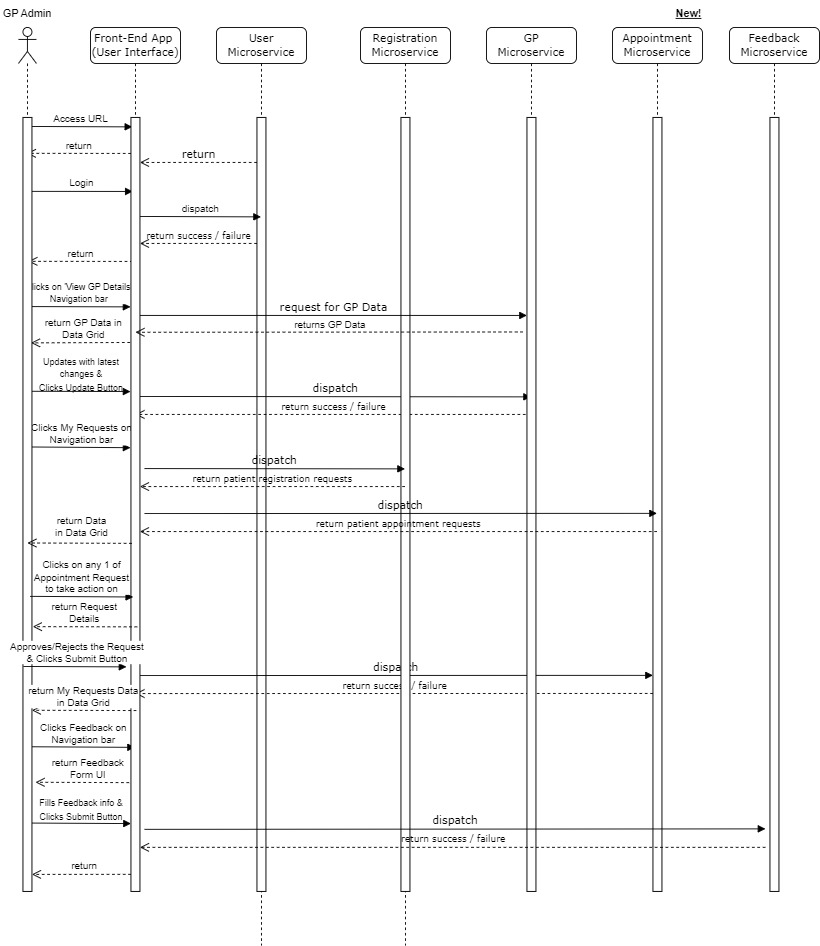 GP Admin
New!
Front-End App
(User Interface)
User
Microservice
Registration
Microservice
GP
Microservice
Appointment
Microservice
Feedback
Microservice
Access URL
return
return
Login
dispatch
return success / failure
return
licks on 'View GP Details
Navigation bar
request for GP Data
returns GP Data
return GP Data in
Data Grid
Updates with latest
changes &
Clicks Update Button
dispatch
return success / failure
Clicks My Requests on
Navigation bar
dispatch
return patient registration requests
dispatch
return patient appointment requests
return Data
in Data Grid
Clicks on any 1 of
Appointment Request
to take action on
return Request
Details
Approves/Rejects the Request
& Clicks Submit Button
dispatch
return success / failure
return My Requests Data
in Data Grid
Clicks Feedback on
Navigation bar
return Feedback
Form UI
Fills Feedback info &
Clicks Submit Button
dispatch
return success / failure
return